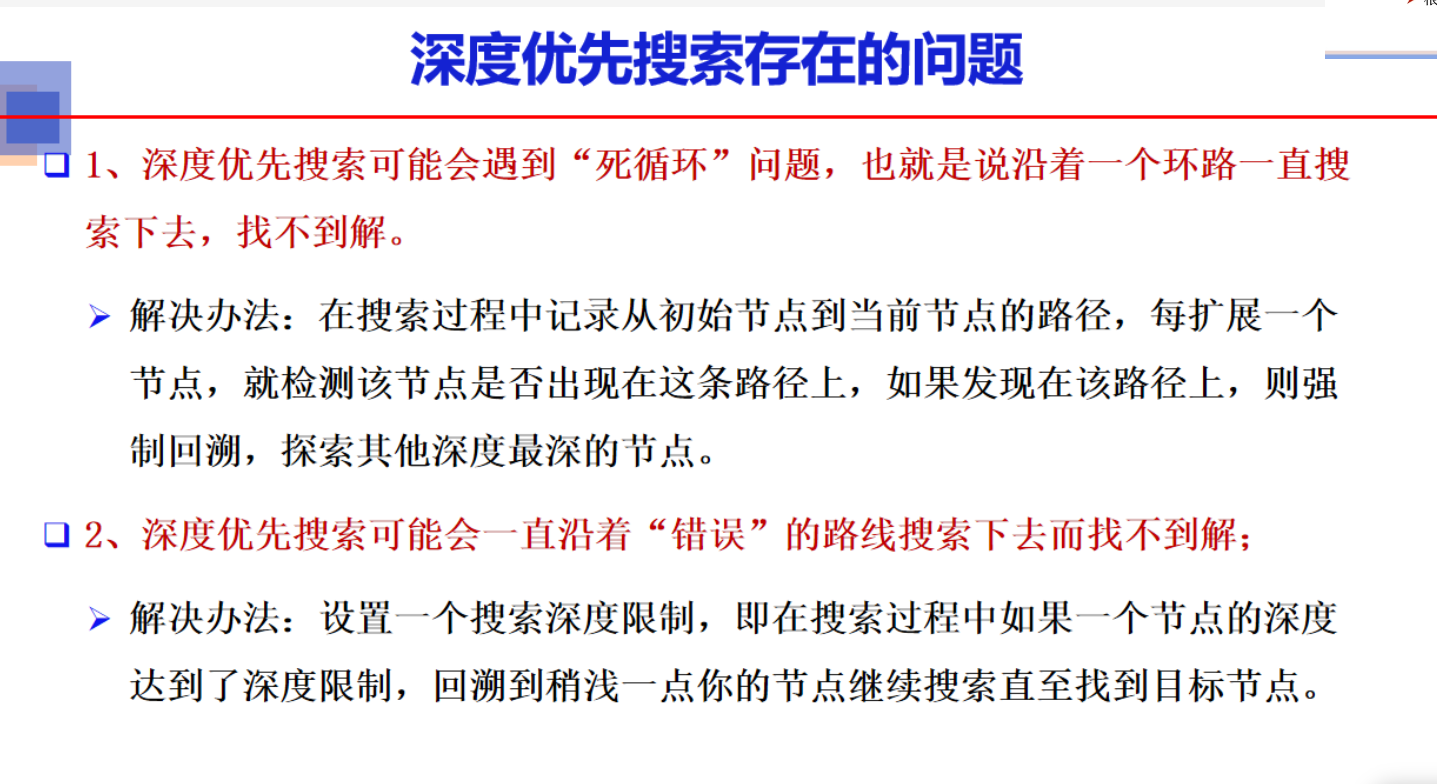 深度优先搜索存在的问题
1、深度优先搜索可能会遇到“死循环”问题，也就是说沿着一个环路一直搜
索下去，找不到解。
解决办法：在搜索过程中记录从初始节点到当前节点的路径，每扩展一个
节点，就检测该节点是否出现在这条路径上，如果发现在该路径上，则强
制回溯，探索其他深度最深的节点。
2、深度优先搜索可能会一直沿着“错误”的路线搜索下去而找不到解；
解决办法：设置一个搜索深度限制，即在搜索过程中如果一个节点的深度
达到了深度限制，回溯到稍浅一点你的节点继续搜索直至找到目标节点。